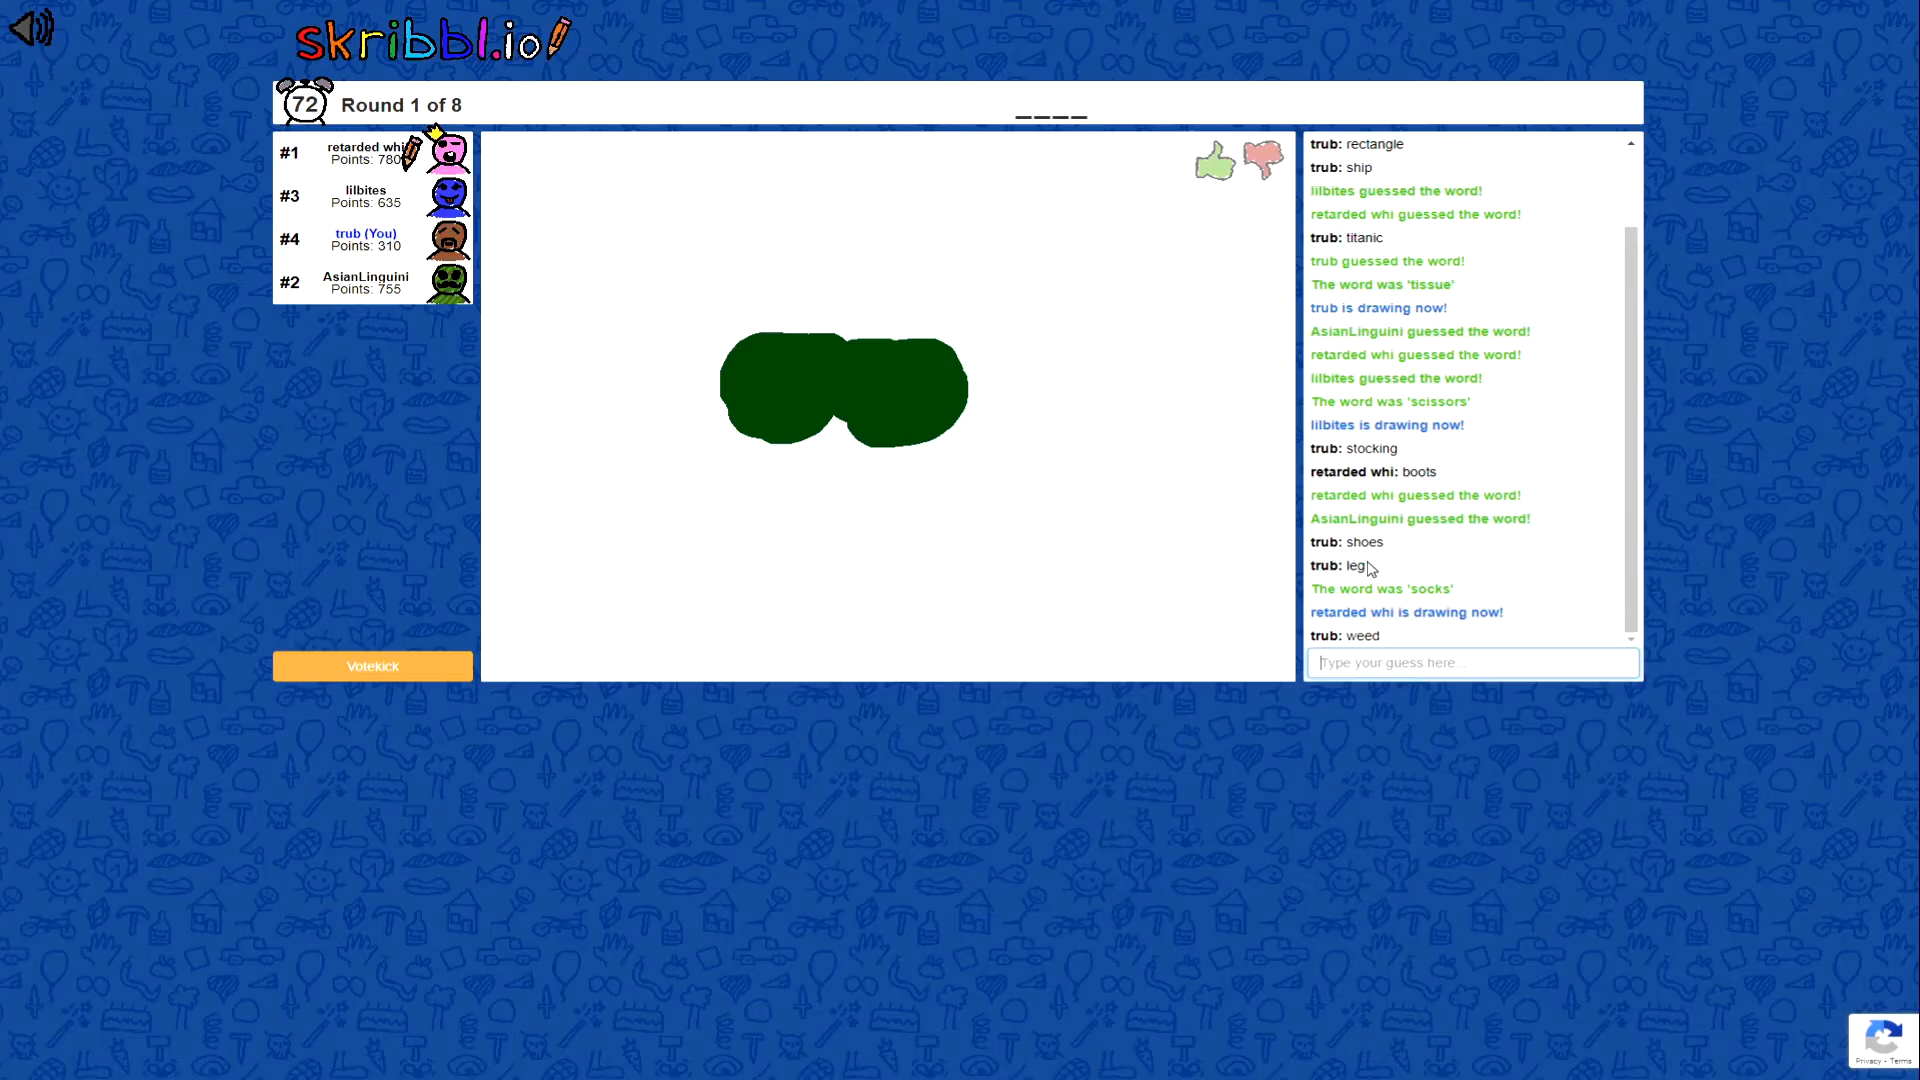 skribbl.io
72
Round 1 of 8
____
#1
retarded whi
Points: 780
#3
lilbites
Points: 635
#4
trub (You)
Points: 310
#2
AsianLinguini
Points: 755
Votekick
trub: rectangle
trub: ship
lilbites guessed the word!
retarded whi guessed the word!
trub: titanic
trub guessed the word!
The word was 'tissue'
trub is drawing now!
AsianLinguini guessed the word!
retarded whi guessed the word!
lilbites guessed the word!
The word was 'scissors'
lilbites is drawing now!
trub: stocking
retarded whi: boots
retarded whi guessed the word!
AsianLinguini guessed the word!
trub: shoes
trub: leg
The word was 'socks'
retarded whi is drawing now!
trub: weed
Type your guess here...
Privacy - Terms